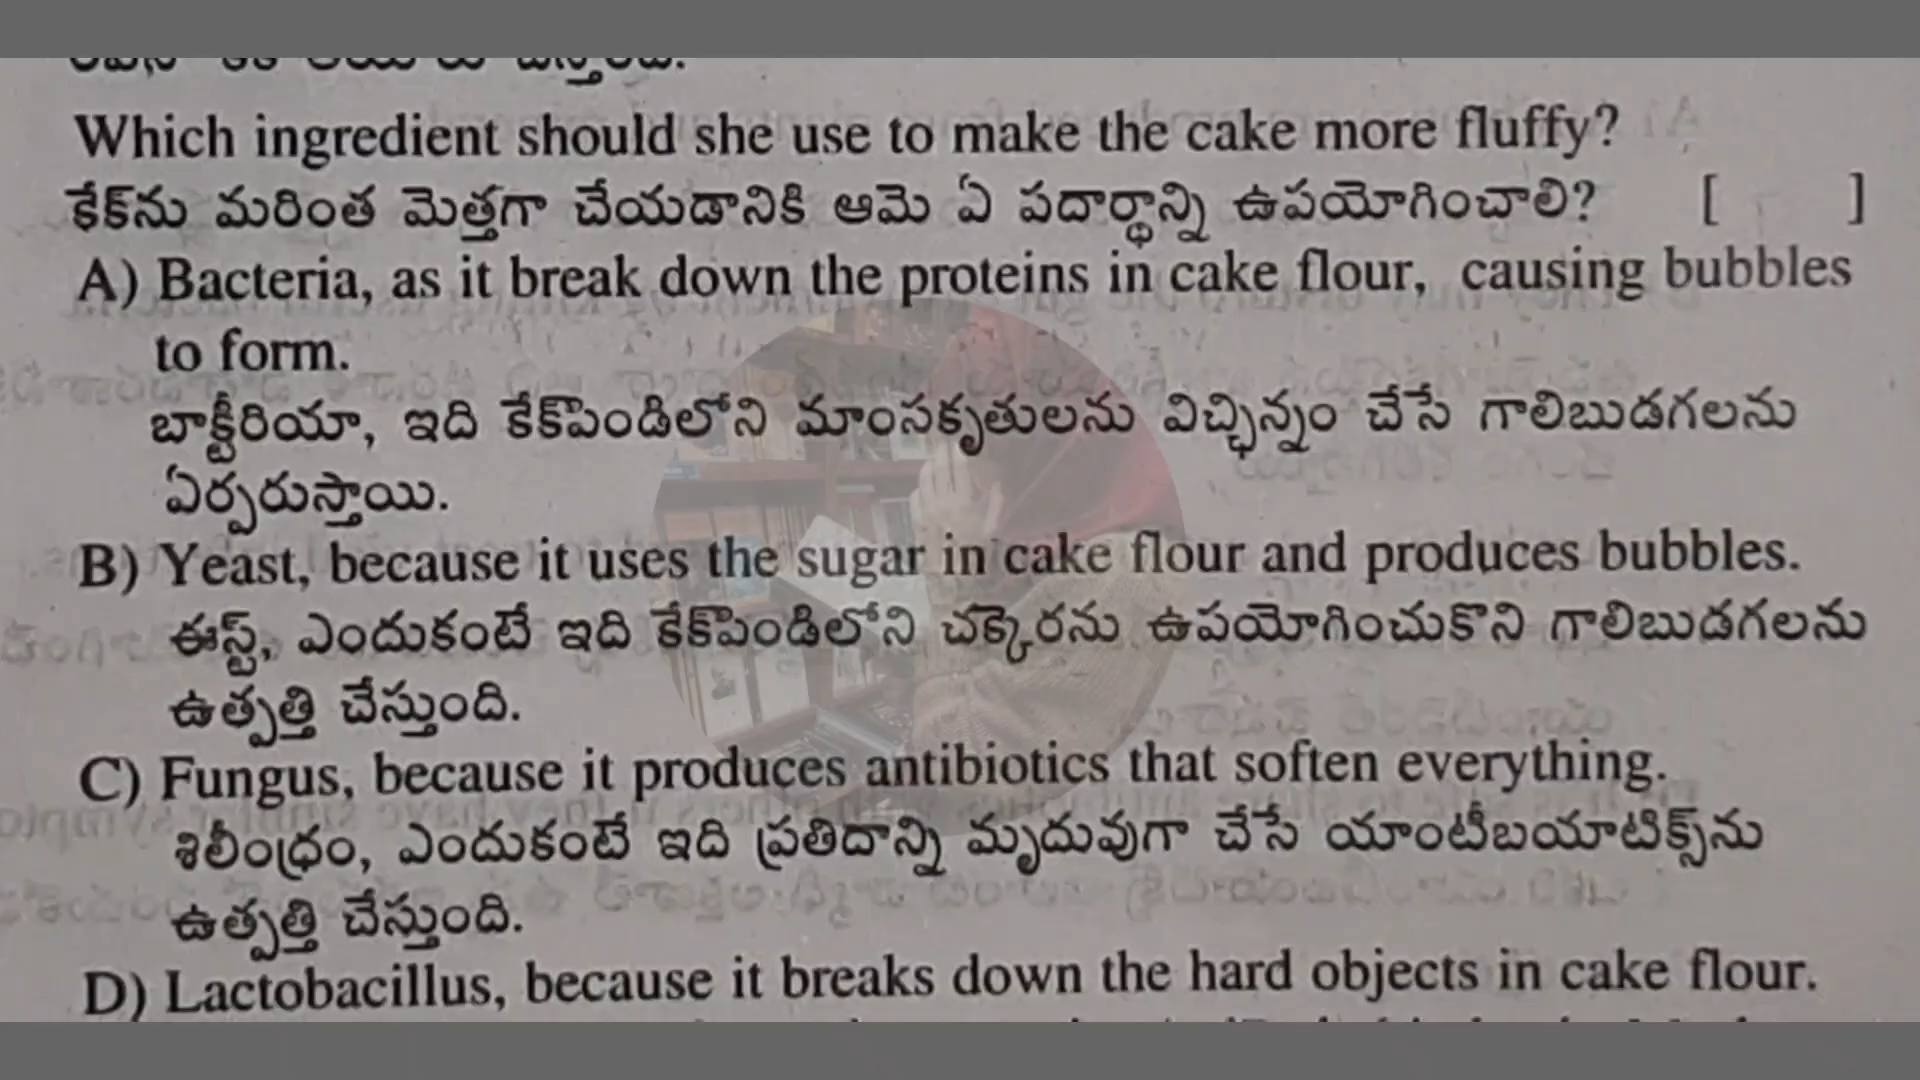 Which ingredient should she use to make the cake more fluffy?
కేక్‌ను మరింత మెత్తగా చేయడానికి ఆమె ఏ పదార్థాన్ని ఉపయోగించాలి? [ ]
A) Bacteria, as it break down the proteins in cake flour, causing bubbles
to form.
బాక్టీరియా, ఇది కేక్‌పిండిలోని మాంసకృతులను విచ్ఛిన్నం చేసే గాలిబుడగలను
ఏర్పరుస్తాయి.
B) Yeast, because it uses the sugar in cake flour and produces bubbles.
ఈస్ట్, ఎందుకంటే ఇది కేక్‌పిండిలోని చక్కెరను ఉపయోగించుకొని గాలిబుడగలను
ఉత్పత్తి చేస్తుంది.
C) Fungus, because it produces antibiotics that soften everything.
శిలీంధ్రం, ఎందుకంటే ఇది ప్రతిదాన్ని మృదువుగా చేసే యాంటీబయాటిక్స్‌ను
ఉత్పత్తి చేస్తుంది.
D) Lactobacillus, because it breaks down the hard objects in cake flour.